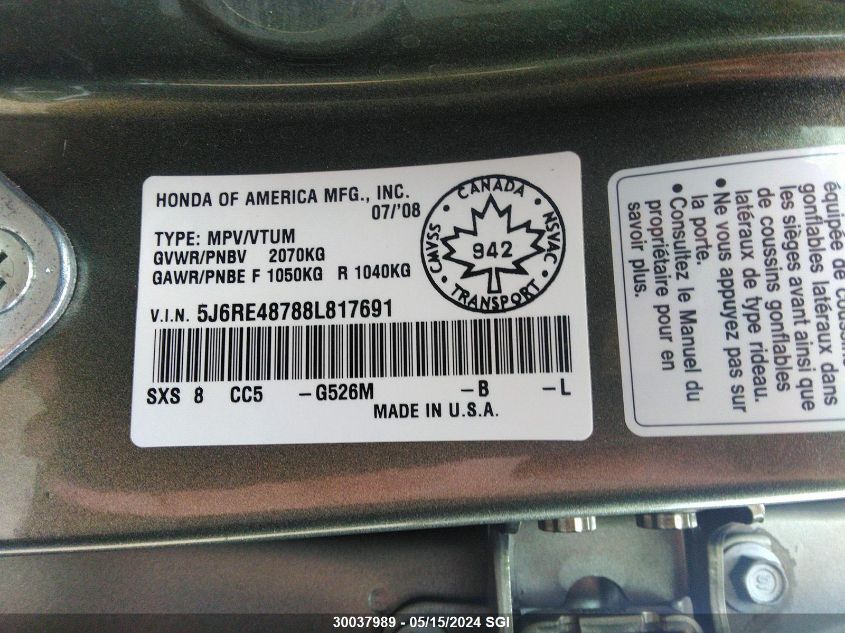 HONDA OF AMERICA MFG., INC.
07/'08
TYPE: MPV/VTUM
GVWR/PNBV 2070KG
GAWR/PNBE F 1050KG R 1040KG
V.I.N. 5J6RE48788L817691
SXS 8 CC5 -G526M -B -L
MADE IN U.S.A.
CANADA
CMVSS
942
NSVAC
TRANSPORT
équipée de coussins
gonflables latéraux dans
les sièges avant ainsi que
de coussins gonflables
latéraux de type rideau.
• Ne vous appuyez pas sur
la porte.
• Consultez le Manuel du
propriétaire pour en
savoir plus.
30037989 - 05/15/2024 SGI